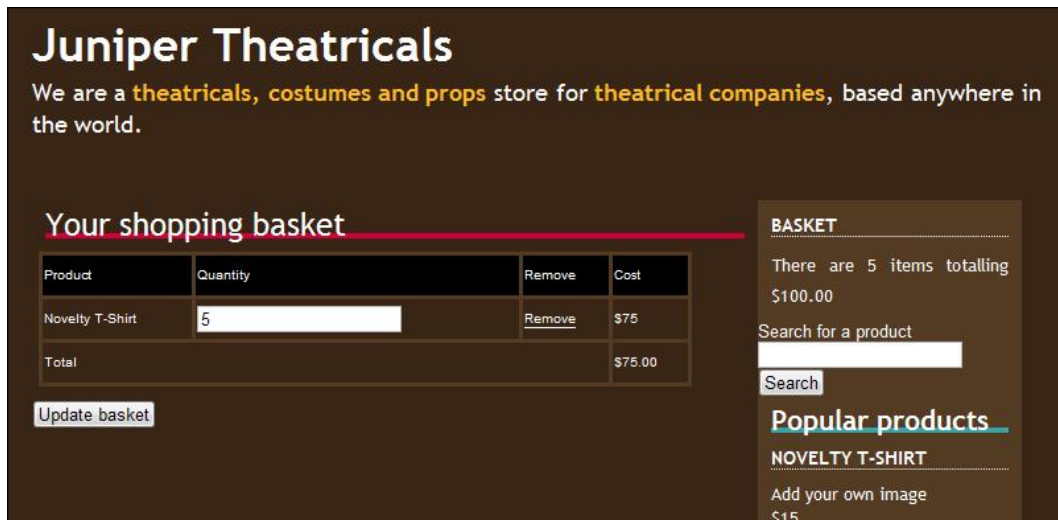 Juniper Theatricals
We are a theatricals, costumes and props store for theatrical companies, based anywhere in
the world.
Your shopping basket
Product Quantity Remove Cost
Novelty T-Shirt 5 Remove $75
Total $75.00
Update basket
BASKET
There are 5 items totalling
$100.00
Search for a product
Search
Popular products
NOVELTY T-SHIRT
Add your own image
$15